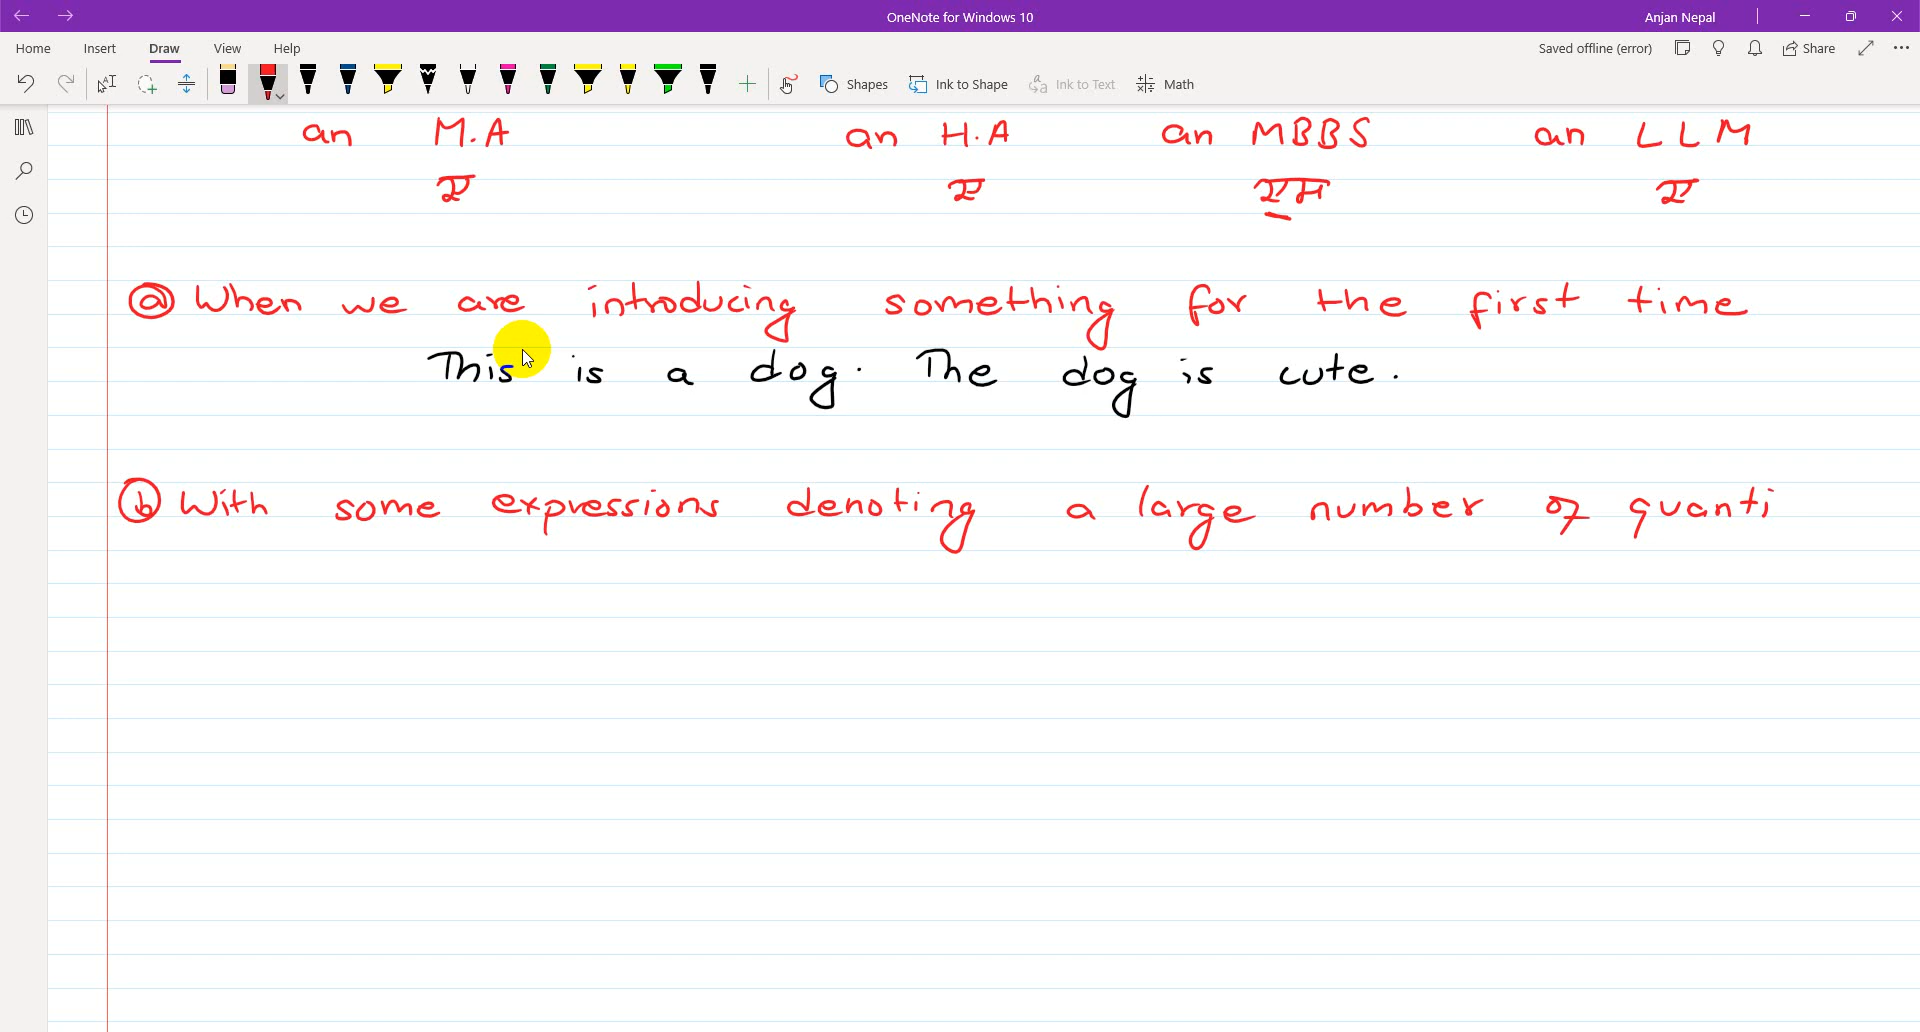 OneNote for Windows 10
Anjan Nepal
Home Insert Draw View Help
Saved offline (error) Share
Shapes Ink to Shape Ink to Text Math
an M.A an H.A an MBBS an LLM
ए ए एम ए
(a) When we are introducing something for the first time
This is a dog. The dog is cute.
(b) With some expressions denoting a large number of quanti